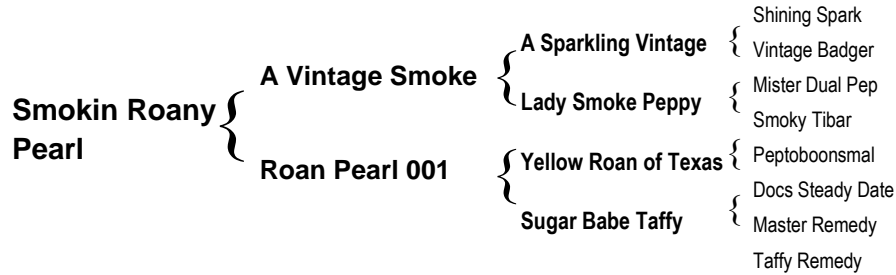 Smokin Roany
Pearl
A Vintage Smoke
Roan Pearl 001
A Sparkling Vintage
Lady Smoke Peppy
Yellow Roan of Texas
Sugar Babe Taffy
Shining Spark
Vintage Badger
Mister Dual Pep
Smoky Tibar
Peptoboonsmal
Docs Steady Date
Master Remedy
Taffy Remedy